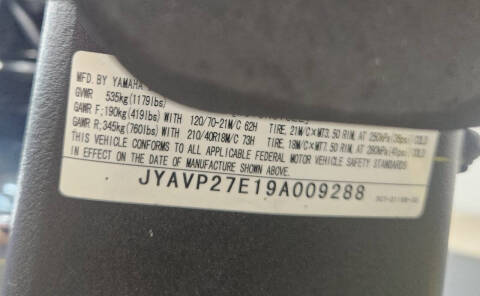 MFD. BY YAMAHA
GVWR 535kg(1179lbs)
GAWR F;190kg(419lbs) WITH 120/70-21M/C 62H TIRE, 21M/C×MT3.50 RIM, AT 250kPa(36psi) COLD
GAWR R;345kg(760lbs) WITH 210/40R18M/C 73H TIRE, 18M/C×MT7.50 RIM, AT 280kPa(41psi) COLD
THIS VEHICLE CONFORMS TO ALL APPLICABLE FEDERAL MOTOR VEHICLE SAFETY STANDARDS
IN EFFECT ON THE DATE OF MANUFACTURE SHOWN ABOVE.
JYAVP27E19A009288